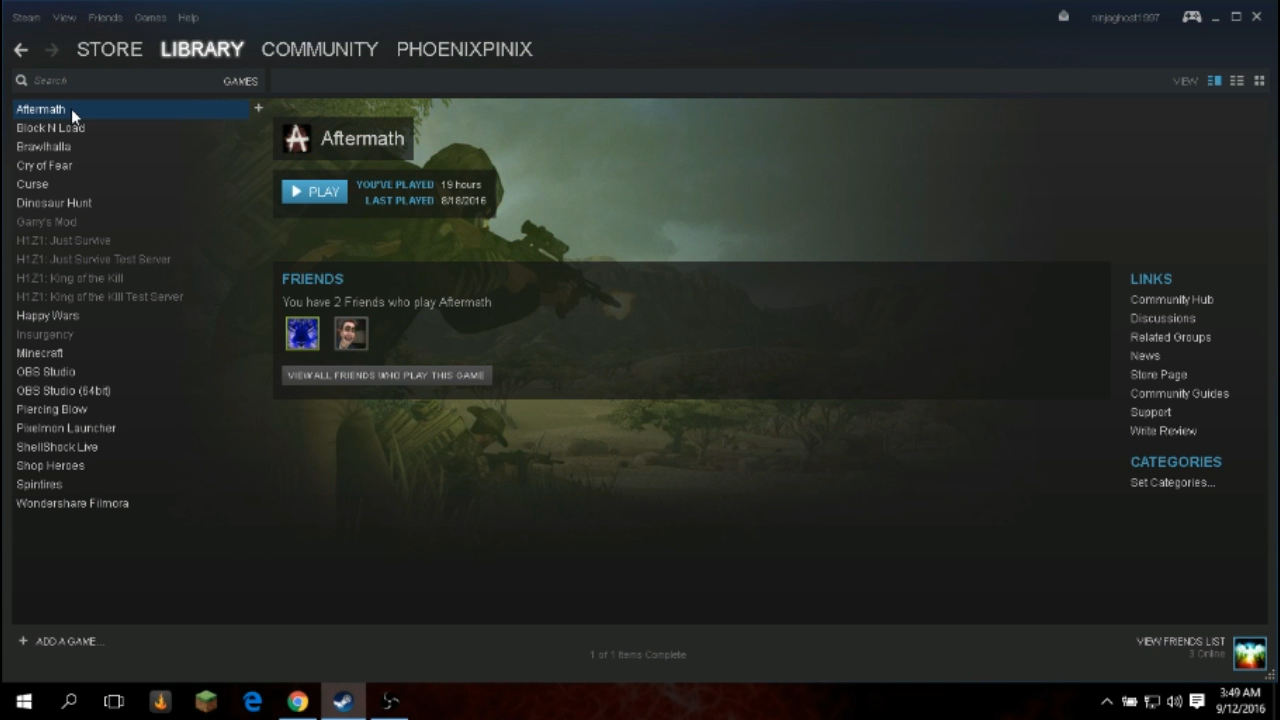 Steam View Friends Games Help
ninjaghost1997
STORE LIBRARY COMMUNITY PHOENIXPINIX
Search GAMES
VIEW
Aftermath
Block N Load
Brawlhalla
Cry of Fear
Curse
Dinosaur Hunt
Garry's Mod
H1Z1: Just Survive
H1Z1: Just Survive Test Server
H1Z1: King of the Kill
H1Z1: King of the Kill Test Server
Happy Wars
Insurgency
Minecraft
OBS Studio
OBS Studio (64bit)
Piercing Blow
Pixelmon Launcher
ShellShock Live
Shop Heroes
Spintires
Wondershare Filmora
+ ADD A GAME...
Aftermath
PLAY
YOU'VE PLAYED 19 hours
LAST PLAYED 8/18/2016
FRIENDS
You have 2 Friends who play Aftermath
VIEW ALL FRIENDS WHO PLAY THIS GAME
LINKS
Community Hub
Discussions
Related Groups
News
Store Page
Community Guides
Support
Write Review
CATEGORIES
Set Categories...
1 of 1 Items Complete
VIEW FRIENDS LIST
3 Online
3:49 AM
9/12/2016